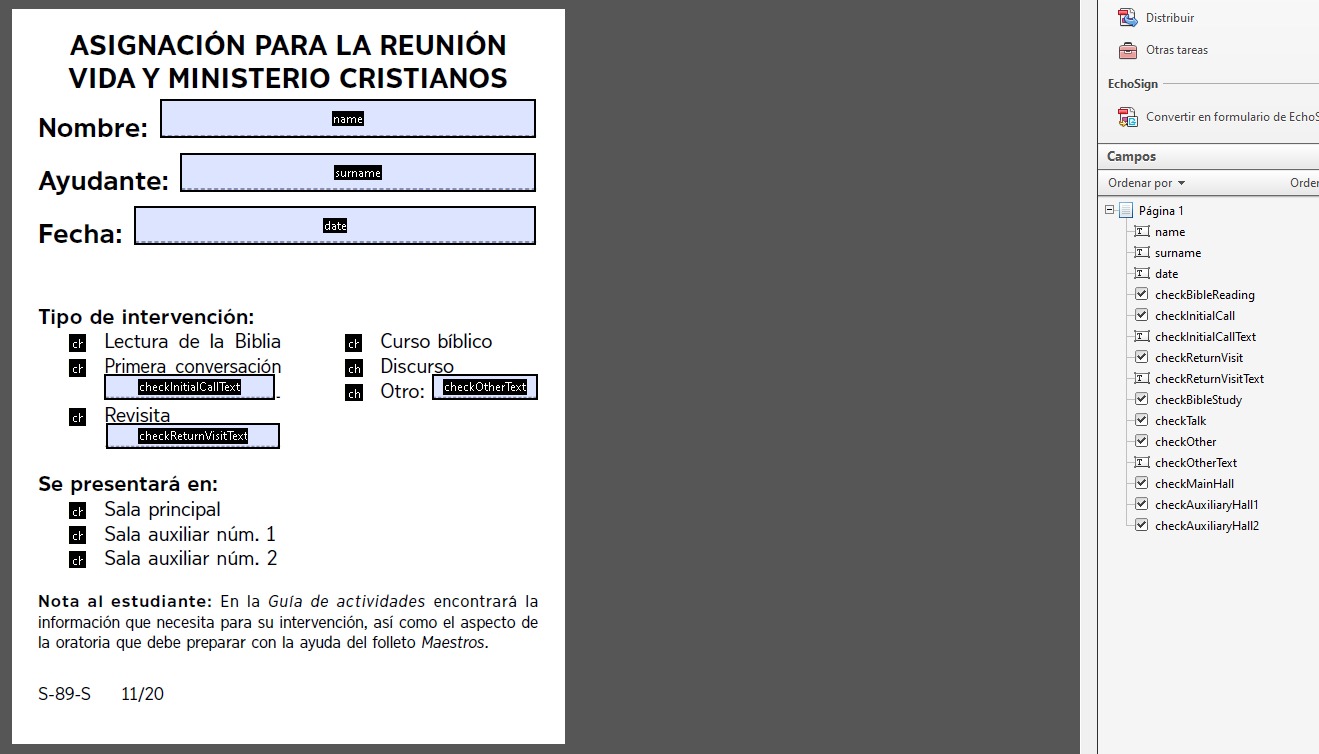 ASIGNACIÓN PARA LA REUNIÓN
VIDA Y MINISTERIO CRISTIANOS
Nombre: name
Ayudante: surname
Fecha: date
Tipo de intervención:
ch Lectura de la Biblia
ch Primera conversación
checkInitialCallText
ch Revisita
checkReturnVisitText
ch Curso bíblico
ch Discurso
ch Otro: checkOtherText
Se presentará en:
ch Sala principal
ch Sala auxiliar núm. 1
ch Sala auxiliar núm. 2
Nota al estudiante: En la Guía de actividades encontrará la
información que necesita para su intervención, así como el aspecto de
la oratoria que debe preparar con la ayuda del folleto Maestros.
S-89-S 11/20
Distribuir
Otras tareas
EchoSign
Convertir en formulario de EchoS
Campos
Ordenar por Orden
Página 1
name
surname
date
checkBibleReading
checkInitialCall
checkInitialCallText
checkReturnVisit
checkReturnVisitText
checkBibleStudy
checkTalk
checkOther
checkOtherText
checkMainHall
checkAuxiliaryHall1
checkAuxiliaryHall2